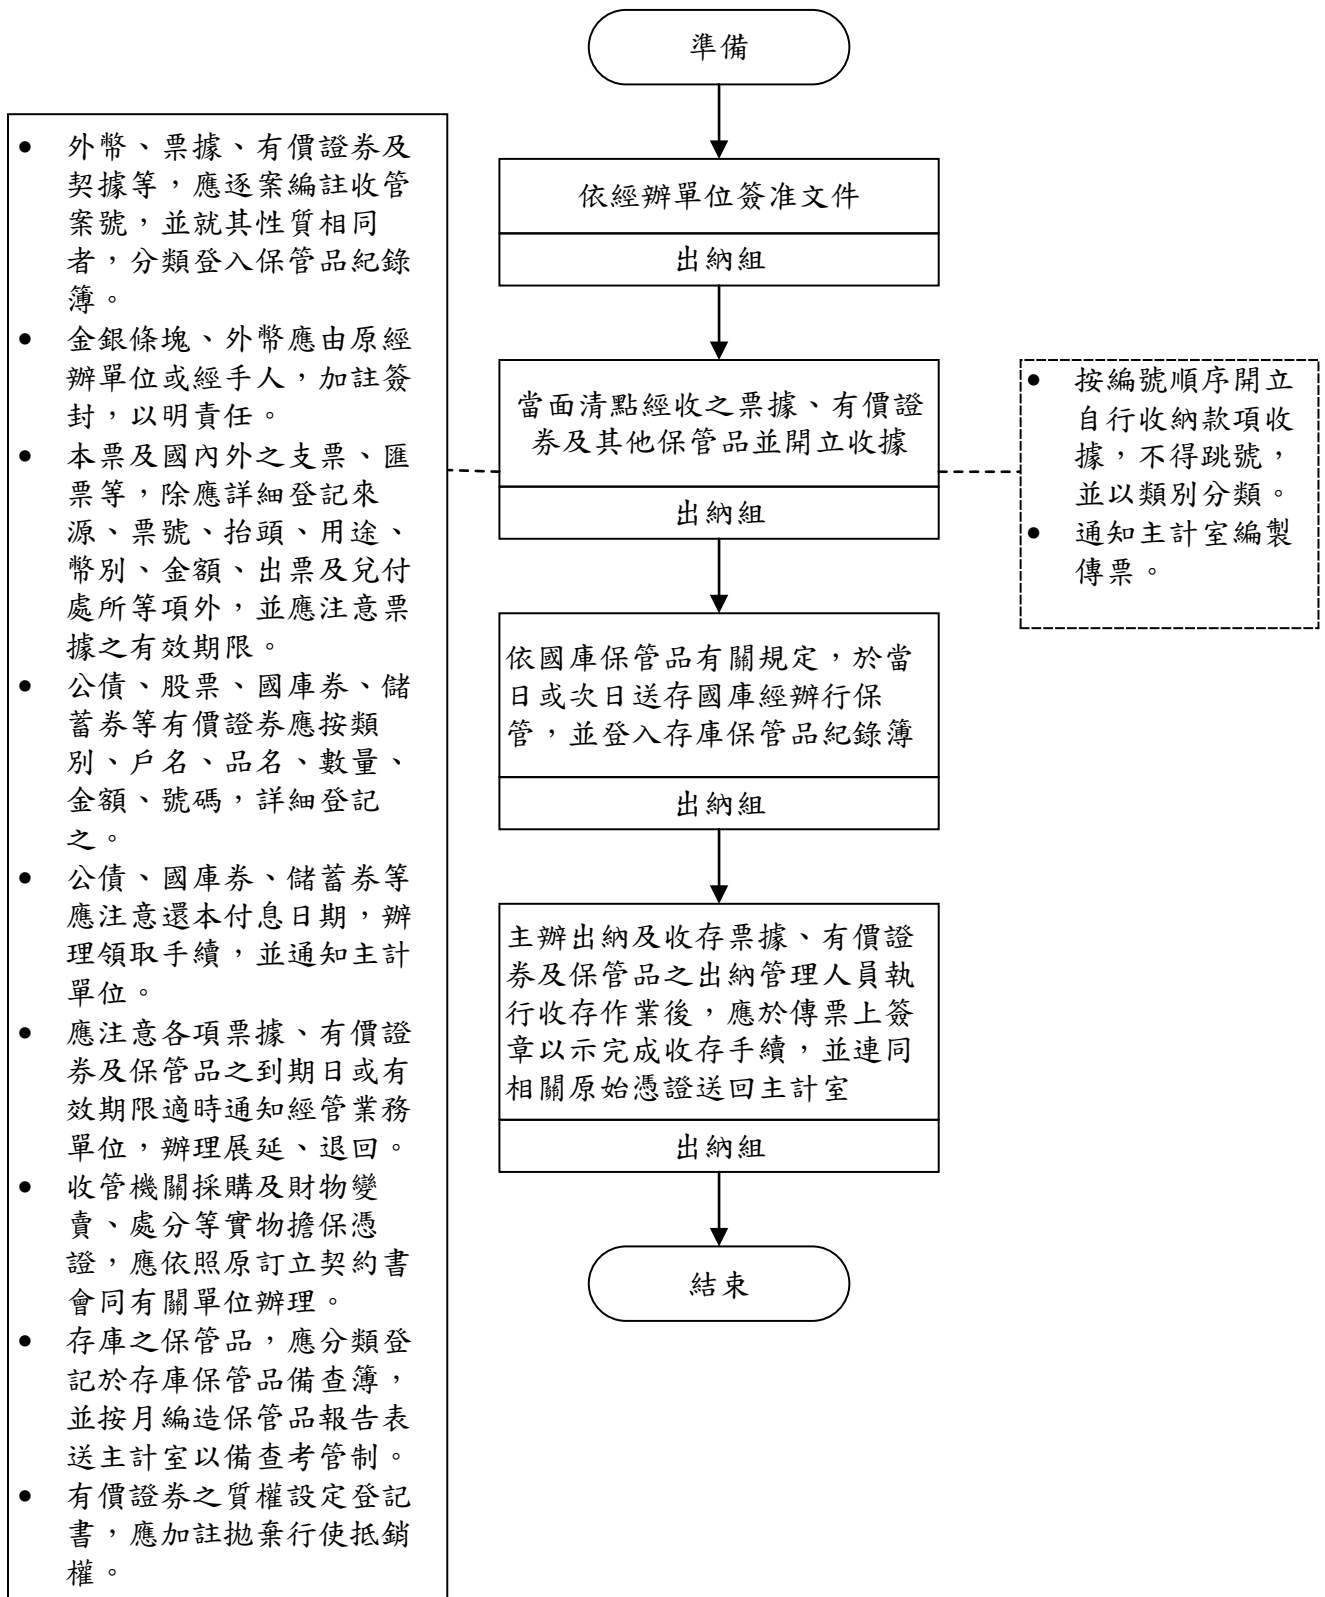 準備
依經辦單位簽准文件
出納組
當面清點經收之票據、有價證
券及其他保管品並開立收據
出納組
依國庫保管品有關規定，於當
日或次日送存國庫經辦行保
管，並登入存庫保管品紀錄簿
出納組
主辦出納及收存票據、有價證
券及保管品之出納管理人員執
行收存作業後，應於傳票上簽
章以示完成收存手續，並連同
相關原始憑證送回主計室
出納組
結束
● 外幣、票據、有價證券及
契據等，應逐案編註收管
案號，並就其性質相同
者，分類登入保管品紀錄
簿。
● 金銀條塊、外幣應由原經
辦單位或經手人，加註簽
封，以明責任。
● 本票及國內外之支票、匯
票等，除應詳細登記來
源、票號、抬頭、用途、
幣別、金額、出票及兌付
處所等項外，並應注意票
據之有效期限。
● 公債、股票、國庫券、儲
蓄券等有價證券應按類
別、戶名、品名、數量、
金額、號碼，詳細登記
之。
● 公債、國庫券、儲蓄券等
應注意還本付息日期，辦
理領取手續，並通知主計
單位。
● 應注意各項票據、有價證
券及保管品之到期日或有
效期限適時通知經管業務
單位，辦理展延、退回。
● 收管機關採購及財物變
賣、處分等實物擔保憑
證，應依照原訂立契約書
會同有關單位辦理。
● 存庫之保管品，應分類登
記於存庫保管品備查簿，
並按月編造保管品報告表
送主計室以備查考管制。
● 有價證券之質權設定登記
書，應加註拋棄行使抵銷
權。
● 按編號順序開立
自行收納款項收
據，不得跳號，
並以類別分類。
● 通知主計室編製
傳票。